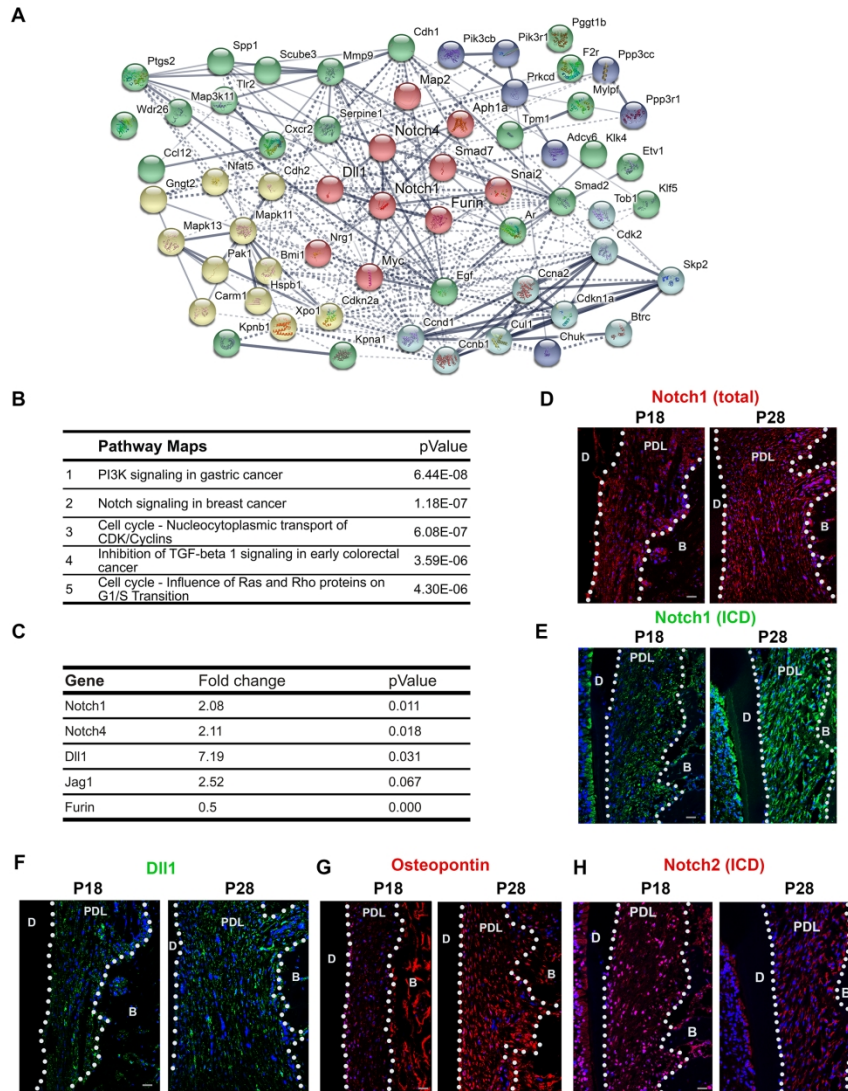 A
Cdh1
Pik3cb
Pik3r1
Pggt1b
Ptgs2
Spp1
Scube3
Mmp9
F2r
Ppp3cc
Map2
Prkcd
Mylpf
Tlr2
Map3k11
Wdr26
Serpine1
Aph1a
Tpm1
Ppp3r1
Cxcr2
Notch4
Ccl12
Nfat5
Smad7
Adcy6
Klk4
Etv1
Gngt2
Cdh2
Dll1
Notch1
Snai2
Smad2
Tob1
Klf5
Mapk13
Mapk11
Furin
Ar
Cdk2
Pak1
Bmi1
Nrg1
Myc
Egf
Ccna2
Skp2
Hspb1
Carm1
Xpo1
Cdkn2a
Cdkn1a
Kpnb1
Ccnd1
Cul1
Btrc
Kpna1
Ccnb1
Chuk
B
Pathway Maps pValue
1 PI3K signaling in gastric cancer 6.44E-08
2 Notch signaling in breast cancer 1.18E-07
3 Cell cycle - Nucleocytoplasmic transport of
CDK/Cyclins 6.08E-07
4 Inhibition of TGF-beta 1 signaling in early colorectal
cancer 3.59E-06
5 Cell cycle - Influence of Ras and Rho proteins on
G1/S Transition 4.30E-06
C
Gene Fold change pValue
Notch1 2.08 0.011
Notch4 2.11 0.018
Dll1 7.19 0.031
Jag1 2.52 0.067
Furin 0.5 0.000
D
Notch1 (total)
P18 P28
D PDL B
D PDL B
E
Notch1 (ICD)
P18 P28
D PDL B
D PDL B
F
Dll1
P18 P28
D PDL B
D PDL B
G
Osteopontin
P18 P28
D PDL B
D PDL B
H
Notch2 (ICD)
P18 P28
D PDL B
D PDL B